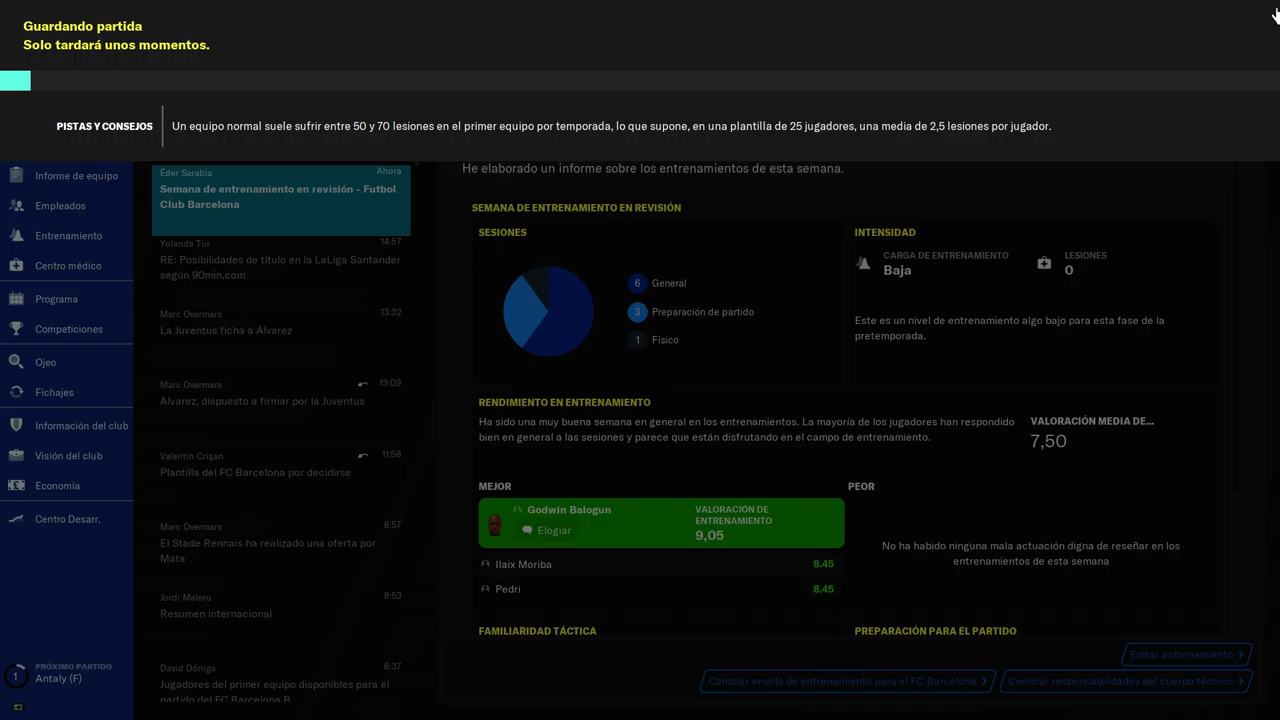 Guardando partida
Solo tardará unos momentos.
PISTAS Y CONSEJOS
Un equipo normal suele sufrir entre 50 y 70 lesiones en el primer equipo por temporada, lo que supone, en una plantilla de 25 jugadores, una media de 2,5 lesiones por jugador.
Informe de equipo
Empleados
Entrenamiento
Centro médico
Programa
Competiciones
Ojeo
Fichajes
Información del club
Visión del club
Economía
Centro Desarr.
1
PRÓXIMO PARTIDO
Antaly (F)
Eder Sarabia
Ahora
Semana de entrenamiento en revisión - Futbol
Club Barcelona
Yolanda Tur
14:57
RE: Posibilidades de título en la LaLiga Santander
según 90min.com
Marc Overmars
13:32
La Juventus ficha a Álvarez
Marc Overmars
13:09
Álvarez, dispuesto a firmar por la Juventus
Valentin Crişan
11:58
Plantilla del FC Barcelona por decidirse
Marc Overmars
8:57
El Stade Rennais ha realizado una oferta por
Mata
Jordi Melero
8:53
Resumen internacional
David Dóniga
8:37
Jugadores del primer equipo disponibles para el
partido del FC Barcelona B
He elaborado un informe sobre los entrenamientos de esta semana.
SEMANA DE ENTRENAMIENTO EN REVISIÓN
SESIONES
6 General
3 Preparación de partido
1 Físico
INTENSIDAD
CARGA DE ENTRENAMIENTO
Baja
LESIONES
0
Este es un nivel de entrenamiento algo bajo para esta fase de la
pretemporada.
RENDIMIENTO EN ENTRENAMIENTO
Ha sido una muy buena semana en general en los entrenamientos. La mayoría de los jugadores han respondido
bien en general a las sesiones y parece que están disfrutando en el campo de entrenamiento.
VALORACIÓN MEDIA DE...
7,50
MEJOR
Godwin Balogun
Elogiar
VALORACIÓN DE
ENTRENAMIENTO
9,05
Ilaix Moriba
8.45
Pedri
8.45
PEOR
No ha habido ninguna mala actuación digna de reseñar en los
entrenamientos de esta semana
FAMILIARIDAD TÁCTICA
PREPARACIÓN PARA EL PARTIDO
Editar entrenamiento
Cambiar emails de entrenamiento para el FC Barcelona
Cambiar responsabilidades del cuerpo técnico